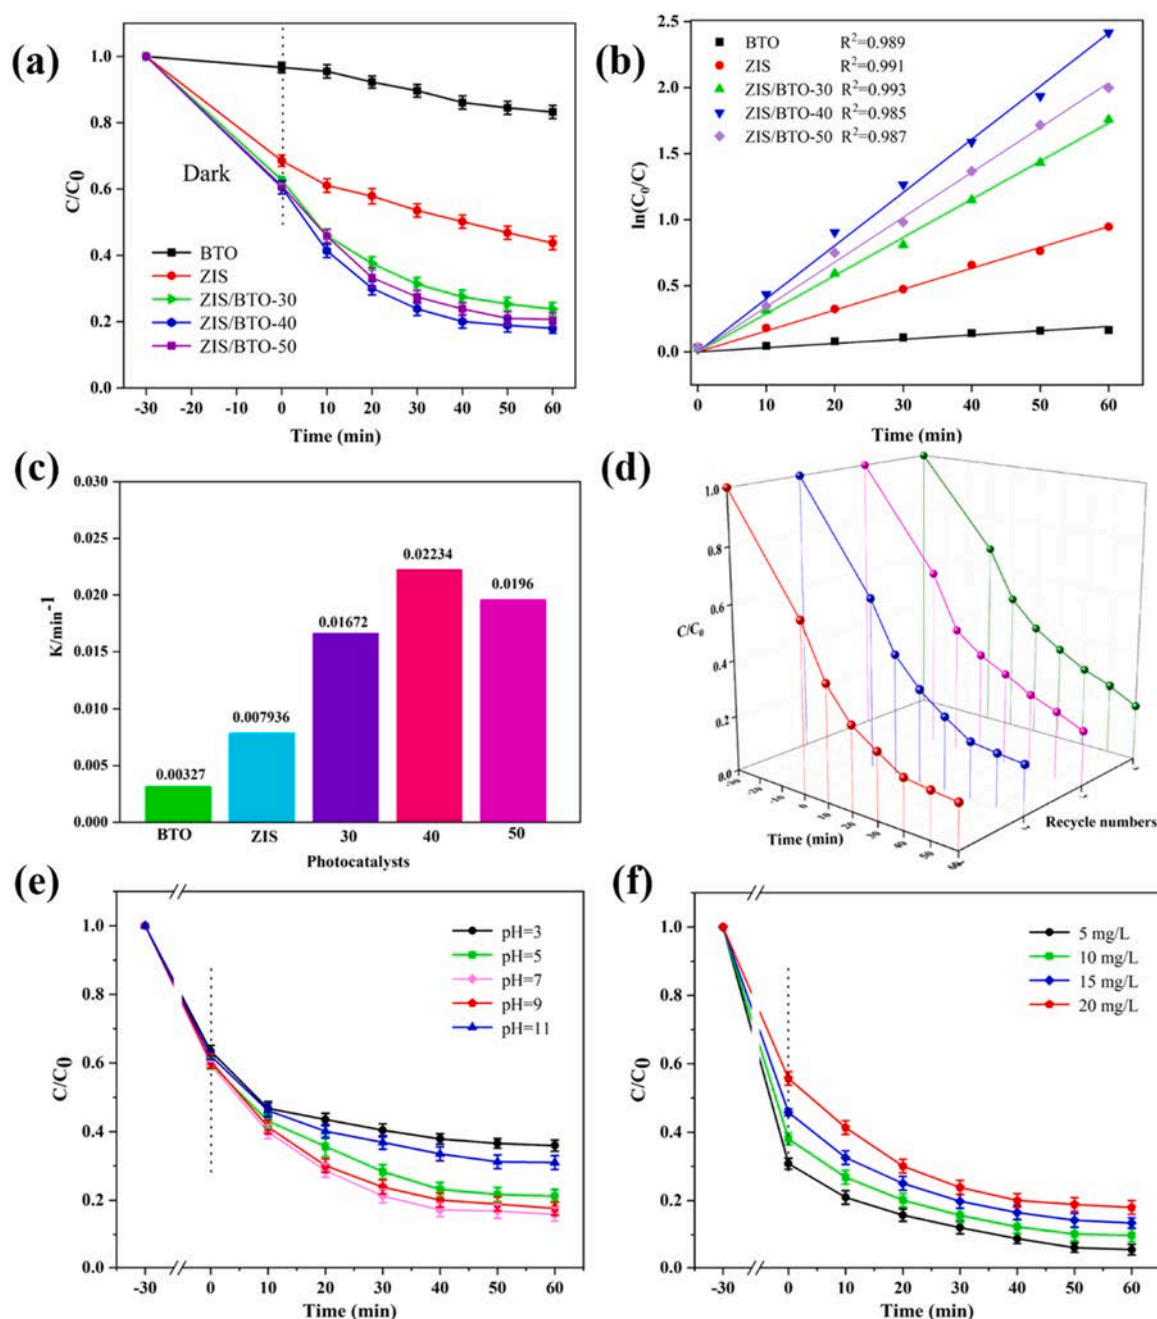 (a)
C/C0
1.0
0.8
0.6
0.4
0.2
0.0
Dark
BTO
ZIS
ZIS/BTO-30
ZIS/BTO-40
ZIS/BTO-50
-30 -20 -10 0 10 20 30 40 50 60
Time (min)
(b)
ln(C0/C)
2.5
2.0
1.5
1.0
0.5
0.0
BTO R²=0.989
ZIS R²=0.991
ZIS/BTO-30 R²=0.993
ZIS/BTO-40 R²=0.985
ZIS/BTO-50 R²=0.987
0 10 20 30 40 50 60
Time (min)
(c)
K/min⁻¹
0.030
0.025
0.020
0.015
0.010
0.005
0.000
0.00327
0.007936
0.01672
0.02234
0.0196
BTO ZIS 30 40 50
Photocatalysts
(d)
C/C0
1.0
0.8
0.6
0.4
0.2
0.0
-30 -20 -10 0 10 20 30 40 50 60
Time (min)
Recycle numbers
(e)
C/C0
1.0
0.8
0.6
0.4
0.2
0.0
pH=3
pH=5
pH=7
pH=9
pH=11
-30 0 10 20 30 40 50 60
Time (min)
(f)
C/C0
1.0
0.8
0.6
0.4
0.2
0.0
5 mg/L
10 mg/L
15 mg/L
20 mg/L
-30 0 10 20 30 40 50 60
Time (min)